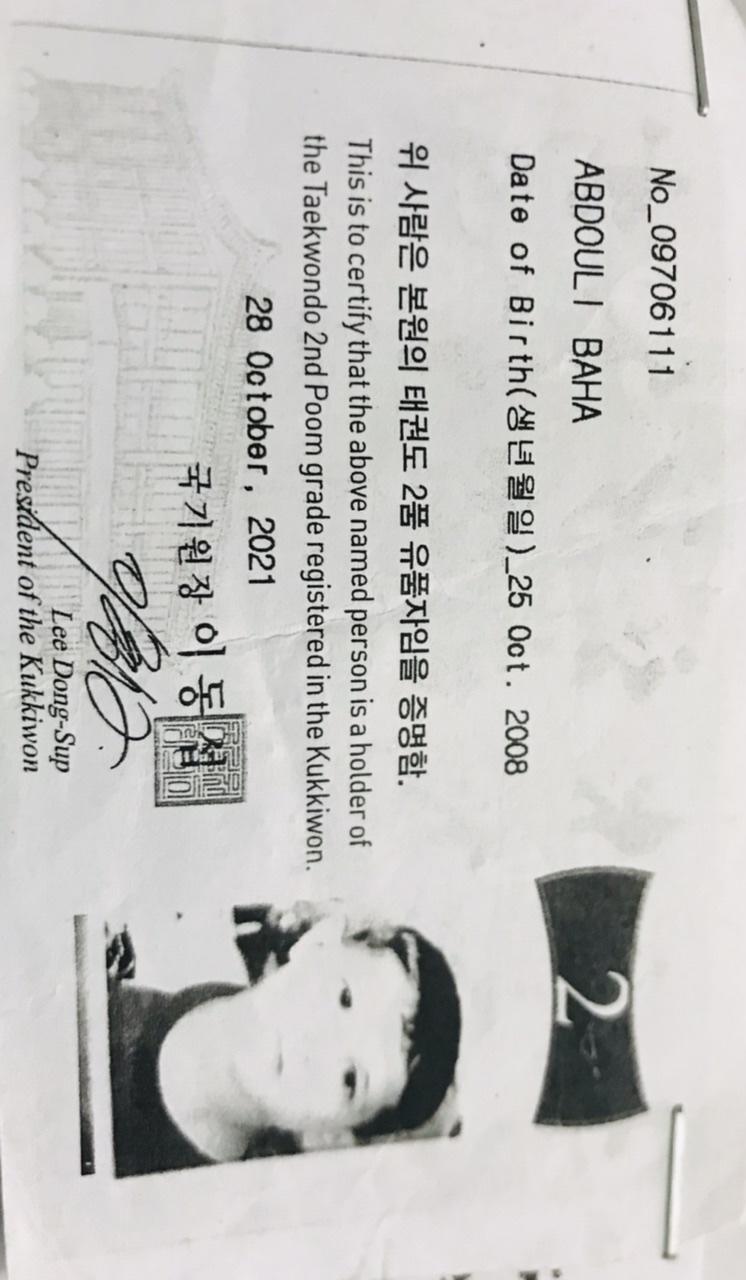 No_09706111
ABDOULI BAHA
Date of Birth(생년월일)_25 Oct. 2008
위 사람은 본원의 태권도 2품 유품자임을 증명함.
This is to certify that the above named person is a holder of
the Taekwondo 2nd Poom grade registered in the Kukkiwon.
28 October, 2021
국기원장 이동섭
Lee Dong-Sup
President of the Kukkiwon
2